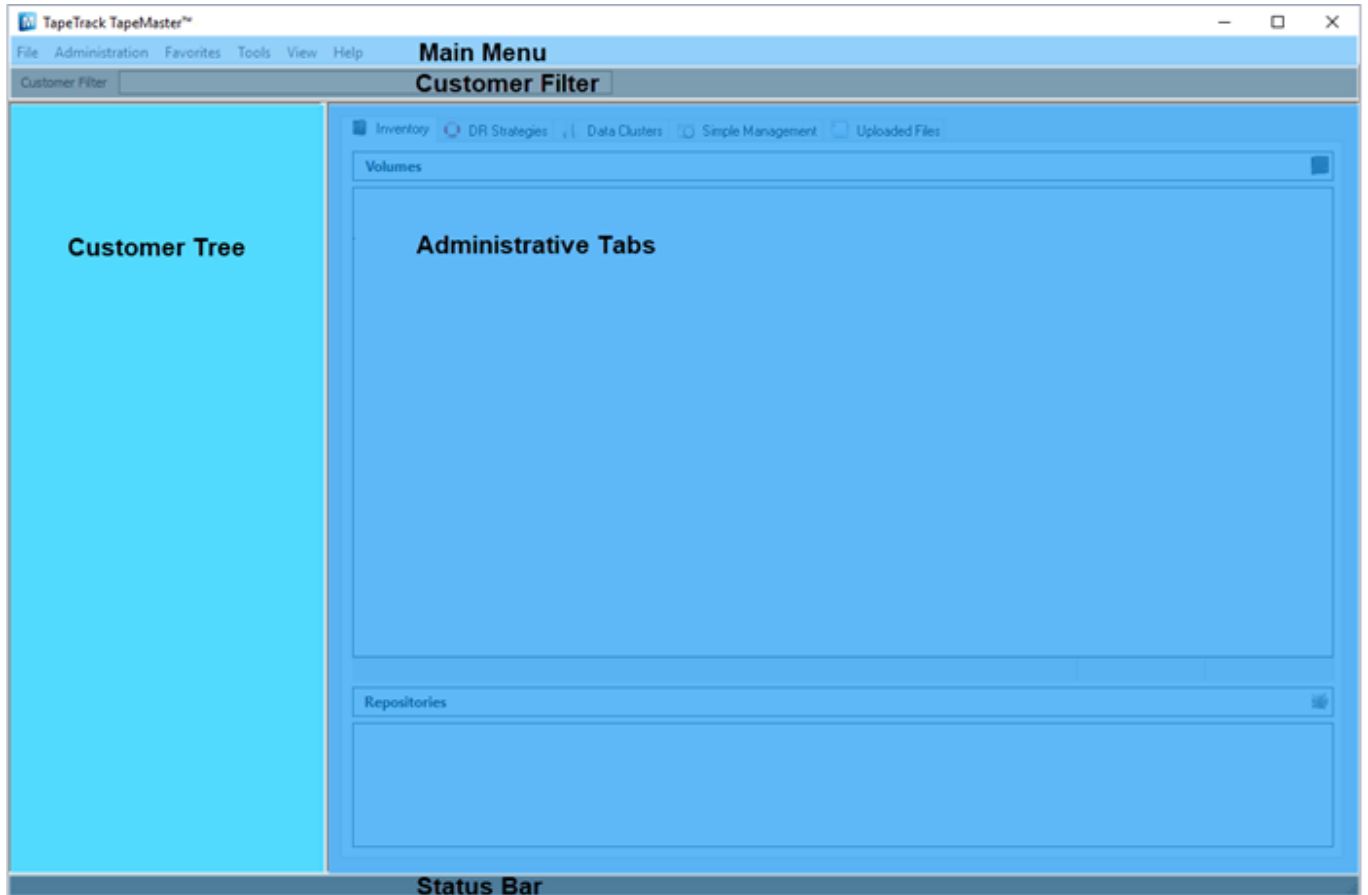 TapeTrack TapeMaster™
File Administration Favorites Tools View Help Main Menu
Customer Filter Customer Filter
Inventory DR Strategies Data Clusters Simple Management Uploaded Files
Volumes
Customer Tree Administrative Tabs
Repositories
Status Bar